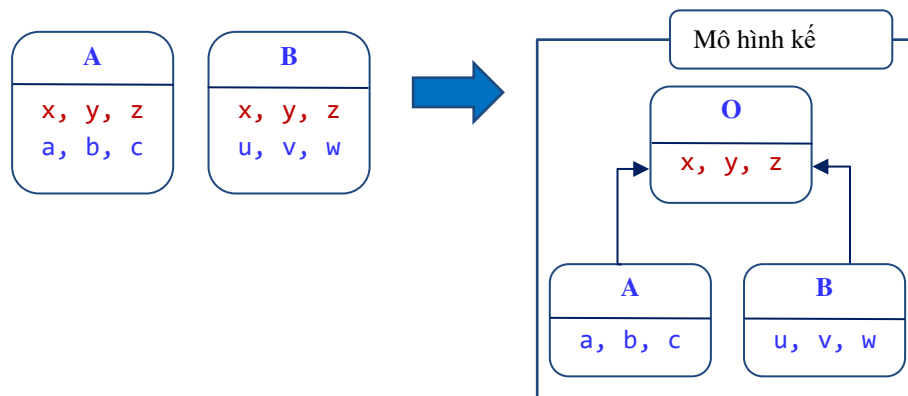 A
x, y, z
a, b, c
B
x, y, z
u, v, w
Mô hình kế
O
x, y, z
A
a, b, c
B
u, v, w